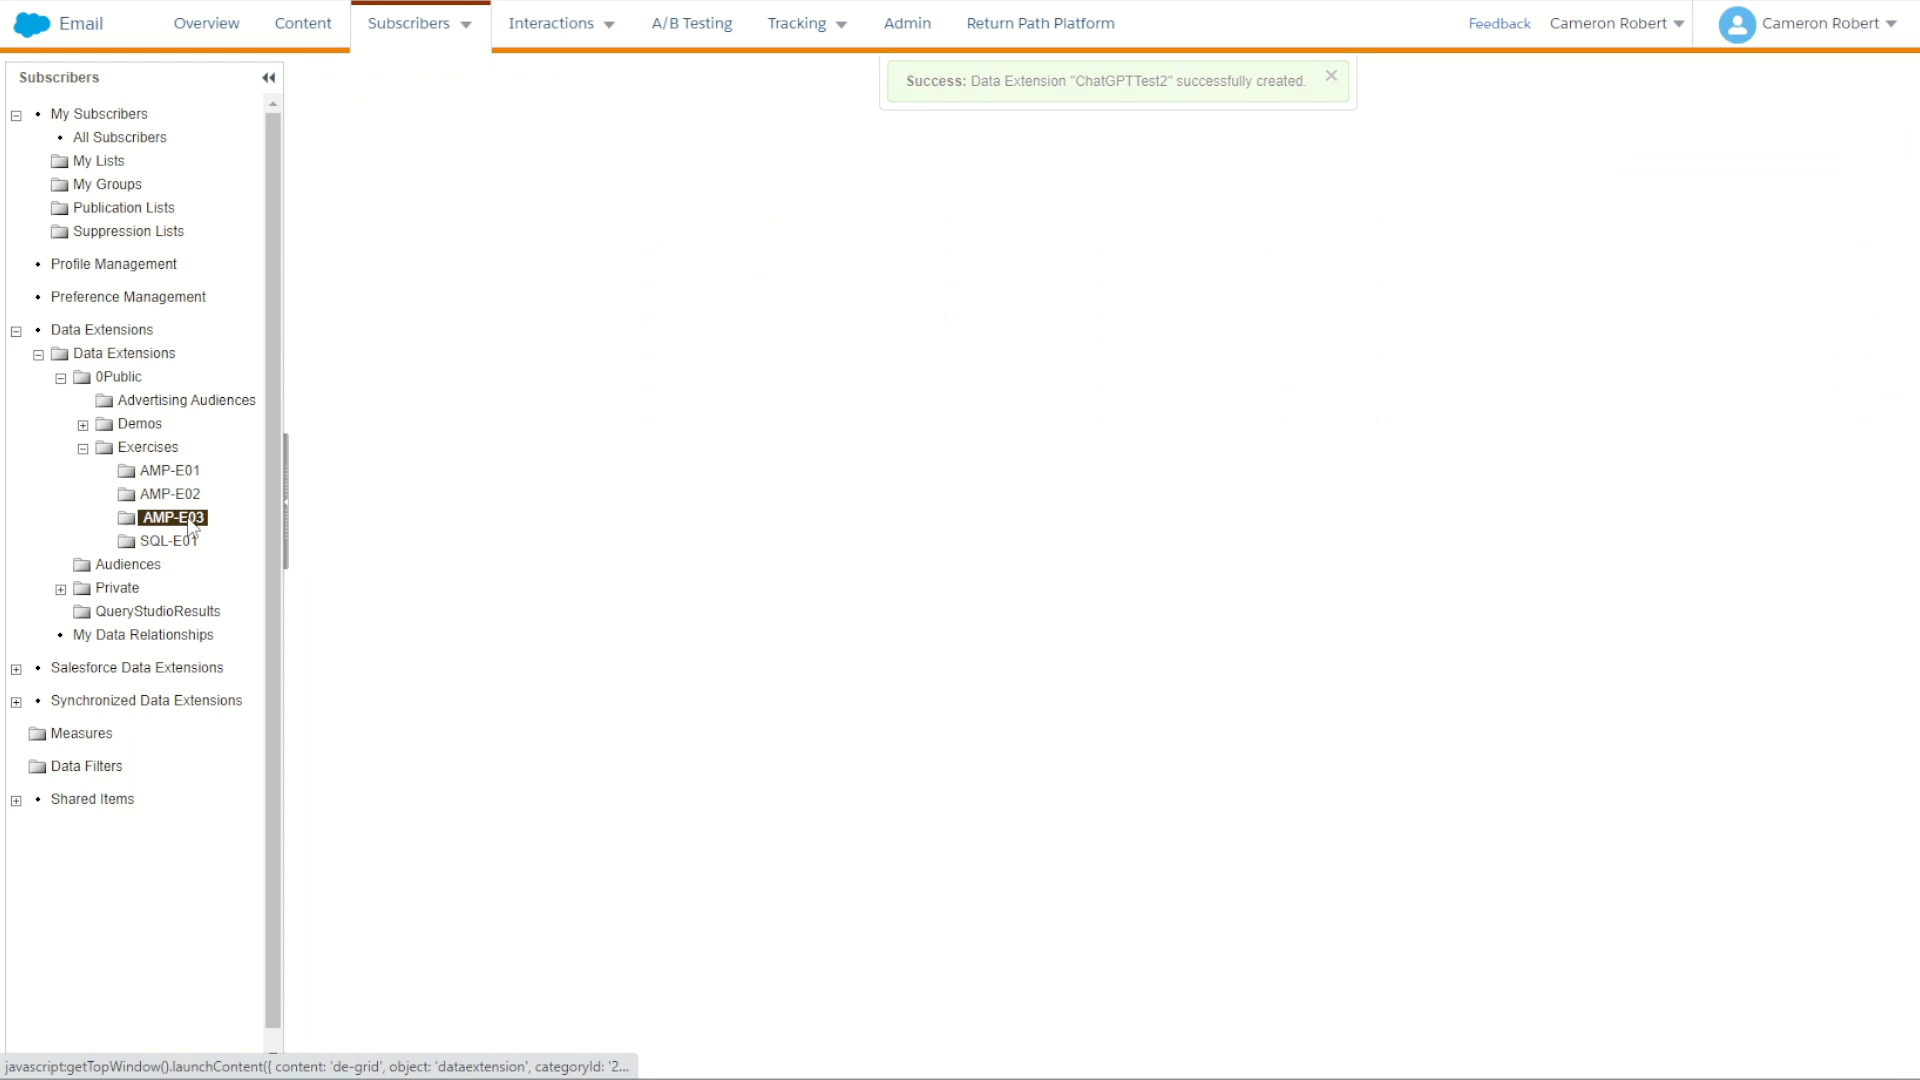 Email
Overview
Content
Subscribers
Interactions
A/B Testing
Tracking
Admin
Return Path Platform
Feedback
Cameron Robert
Cameron Robert
Subscribers
Success: Data Extension "ChatGPTTest2" successfully created.
My Subscribers
All Subscribers
My Lists
My Groups
Publication Lists
Suppression Lists
Profile Management
Preference Management
Data Extensions
Data Extensions
0Public
Advertising Audiences
Demos
Exercises
AMP-E01
AMP-E02
AMP-E03
SQL-E01
Audiences
Private
QueryStudioResults
My Data Relationships
Salesforce Data Extensions
Synchronized Data Extensions
Measures
Data Filters
Shared Items
javascript:getTopWindow().launchContent({ content: 'de-grid', object: 'dataextension', categoryId: '2...